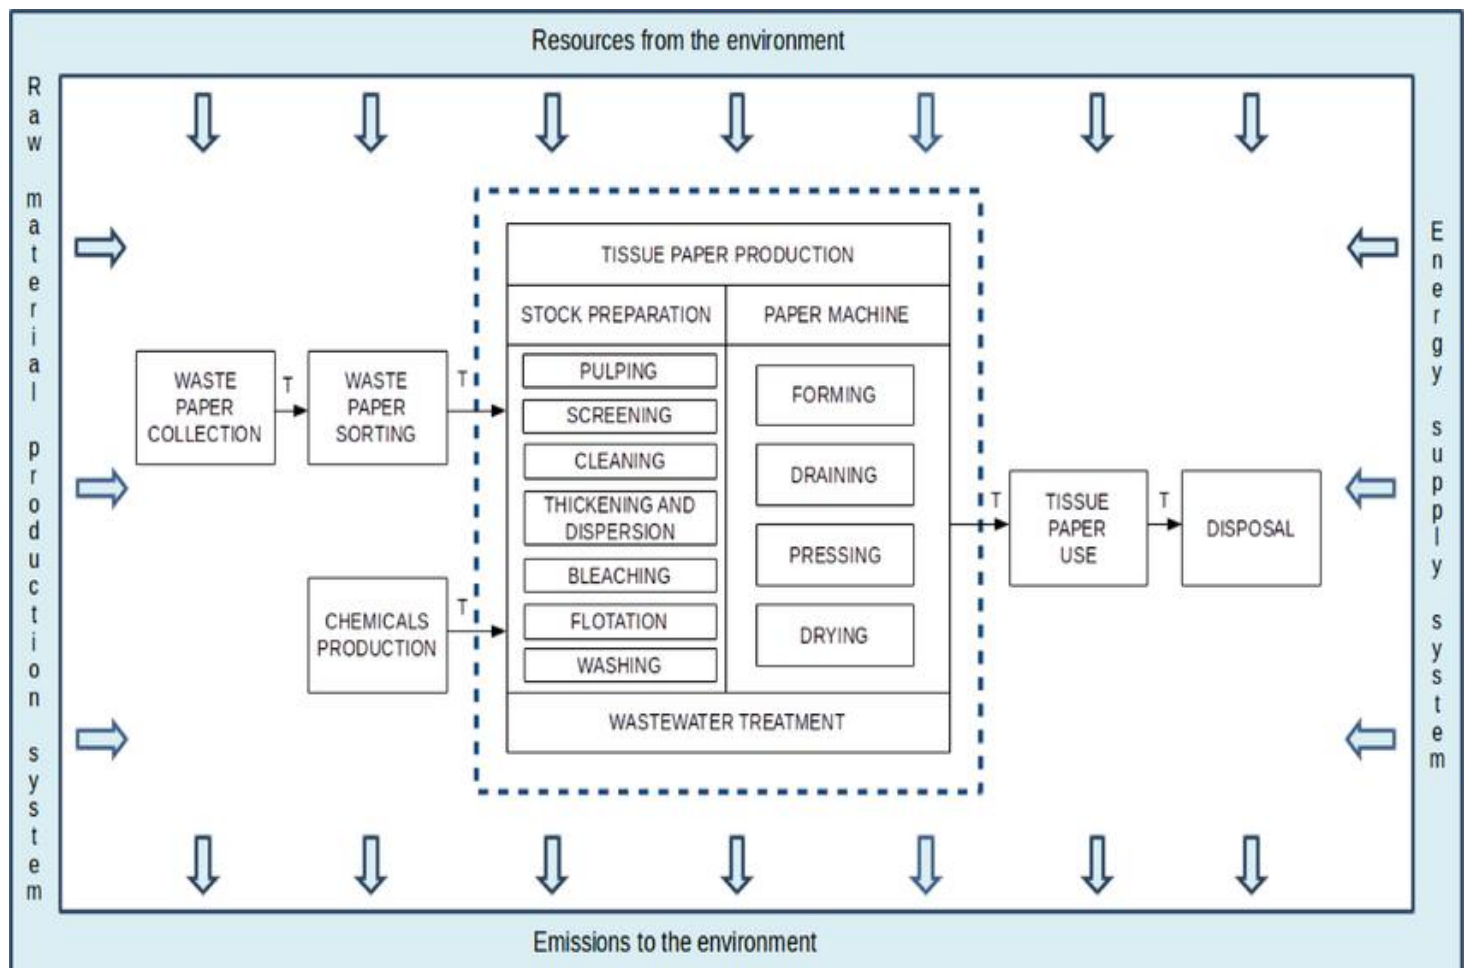 Resources from the environment
Raw material production system
Energy supply system
TISSUE PAPER PRODUCTION
STOCK PREPARATION
PAPER MACHINE
WASTE
PAPER
COLLECTION
T
WASTE
PAPER
SORTING
T
CHEMICALS
PRODUCTION
T
PULPING
SCREENING
CLEANING
THICKENING AND
DISPERSION
BLEACHING
FLOTATION
WASHING
FORMING
DRAINING
PRESSING
DRYING
WASTEWATER TREATMENT
T
TISSUE
PAPER
USE
T
DISPOSAL
Emissions to the environment